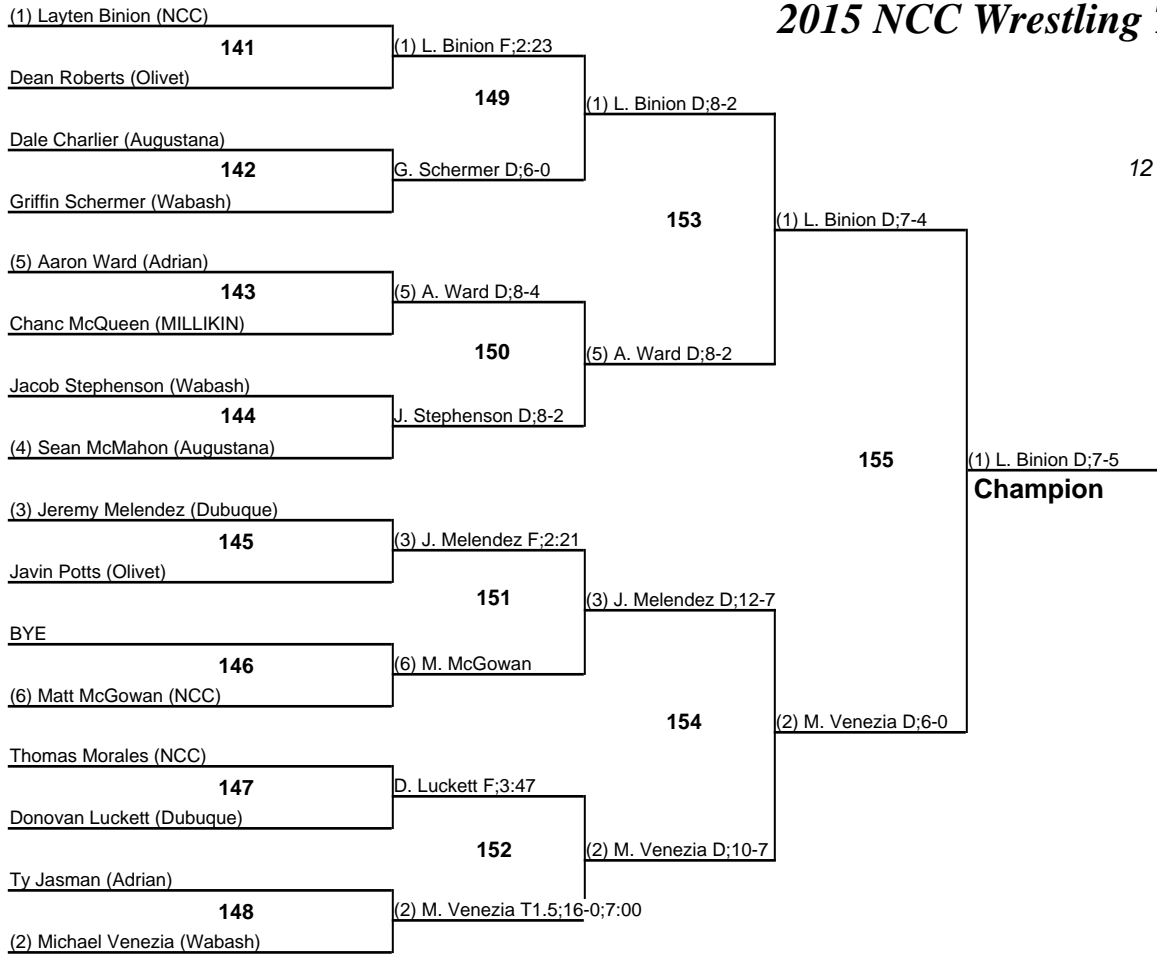 2015 NCC Wrestling
12
(1) Layten Binion (NCC)
141
Dean Roberts (Olivet)
(1) L. Binion F;2:23
149
Dale Charlier (Augustana)
142
Griffin Schermer (Wabash)
G. Schermer D;6-0
(1) L. Binion D;8-2
153
(5) Aaron Ward (Adrian)
143
Chanc McQueen (MILLIKIN)
(5) A. Ward D;8-4
150
Jacob Stephenson (Wabash)
144
(4) Sean McMahon (Augustana)
J. Stephenson D;8-2
(5) A. Ward D;8-2
(1) L. Binion D;7-4
155
(1) L. Binion D;7-5
Champion
(3) Jeremy Melendez (Dubuque)
145
Javin Potts (Olivet)
(3) J. Melendez F;2:21
151
BYE
146
(6) Matt McGowan (NCC)
(6) M. McGowan
(3) J. Melendez D;12-7
154
(2) M. Venezia D;6-0
Thomas Morales (NCC)
147
Donovan Luckett (Dubuque)
D. Luckett F;3:47
152
Ty Jasman (Adrian)
148
(2) Michael Venezia (Wabash)
(2) M. Venezia T1.5;16-0;7:00
(2) M. Venezia D;10-7